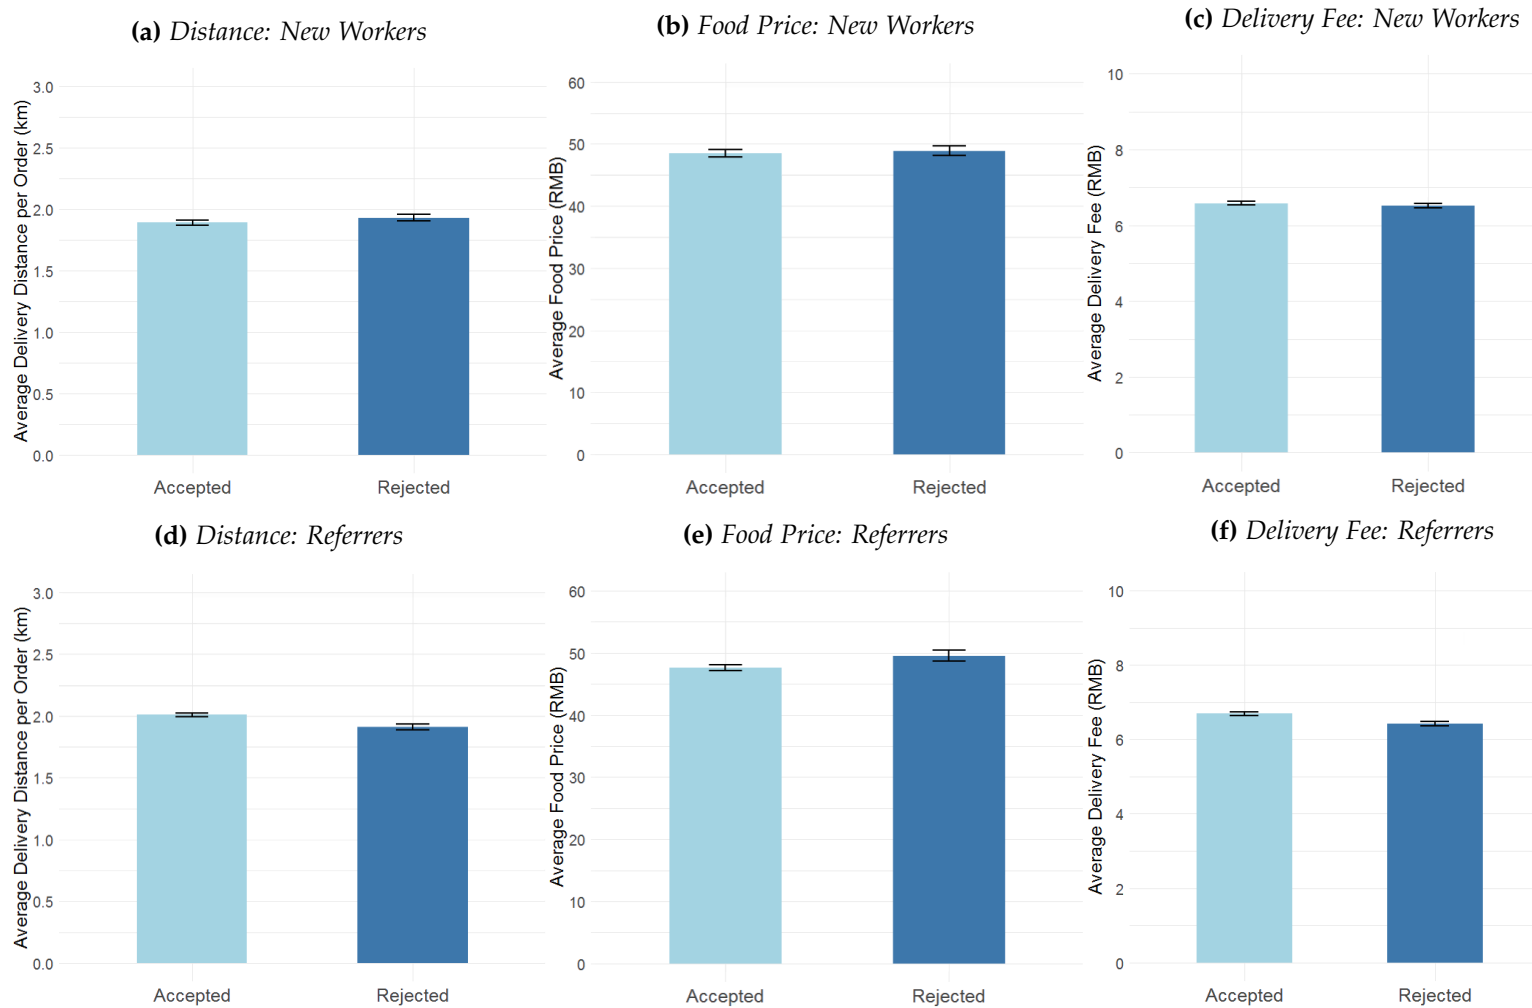 (a) Distance: New Workers
Average Delivery Distance per Order (km)
3.0
2.5
2.0
1.5
1.0
0.5
0.0
Accepted Rejected
(b) Food Price: New Workers
Average Food Price (RMB)
60
50
40
30
20
10
0
Accepted Rejected
(c) Delivery Fee: New Workers
Average Delivery Fee (RMB)
10
8
6
4
2
0
Accepted Rejected
(d) Distance: Referrers
Average Delivery Distance per Order (km)
3.0
2.5
2.0
1.5
1.0
0.5
0.0
Accepted Rejected
(e) Food Price: Referrers
Average Food Price (RMB)
60
50
40
30
20
10
0
Accepted Rejected
(f) Delivery Fee: Referrers
Average Delivery Fee (RMB)
10
8
6
4
2
0
Accepted Rejected